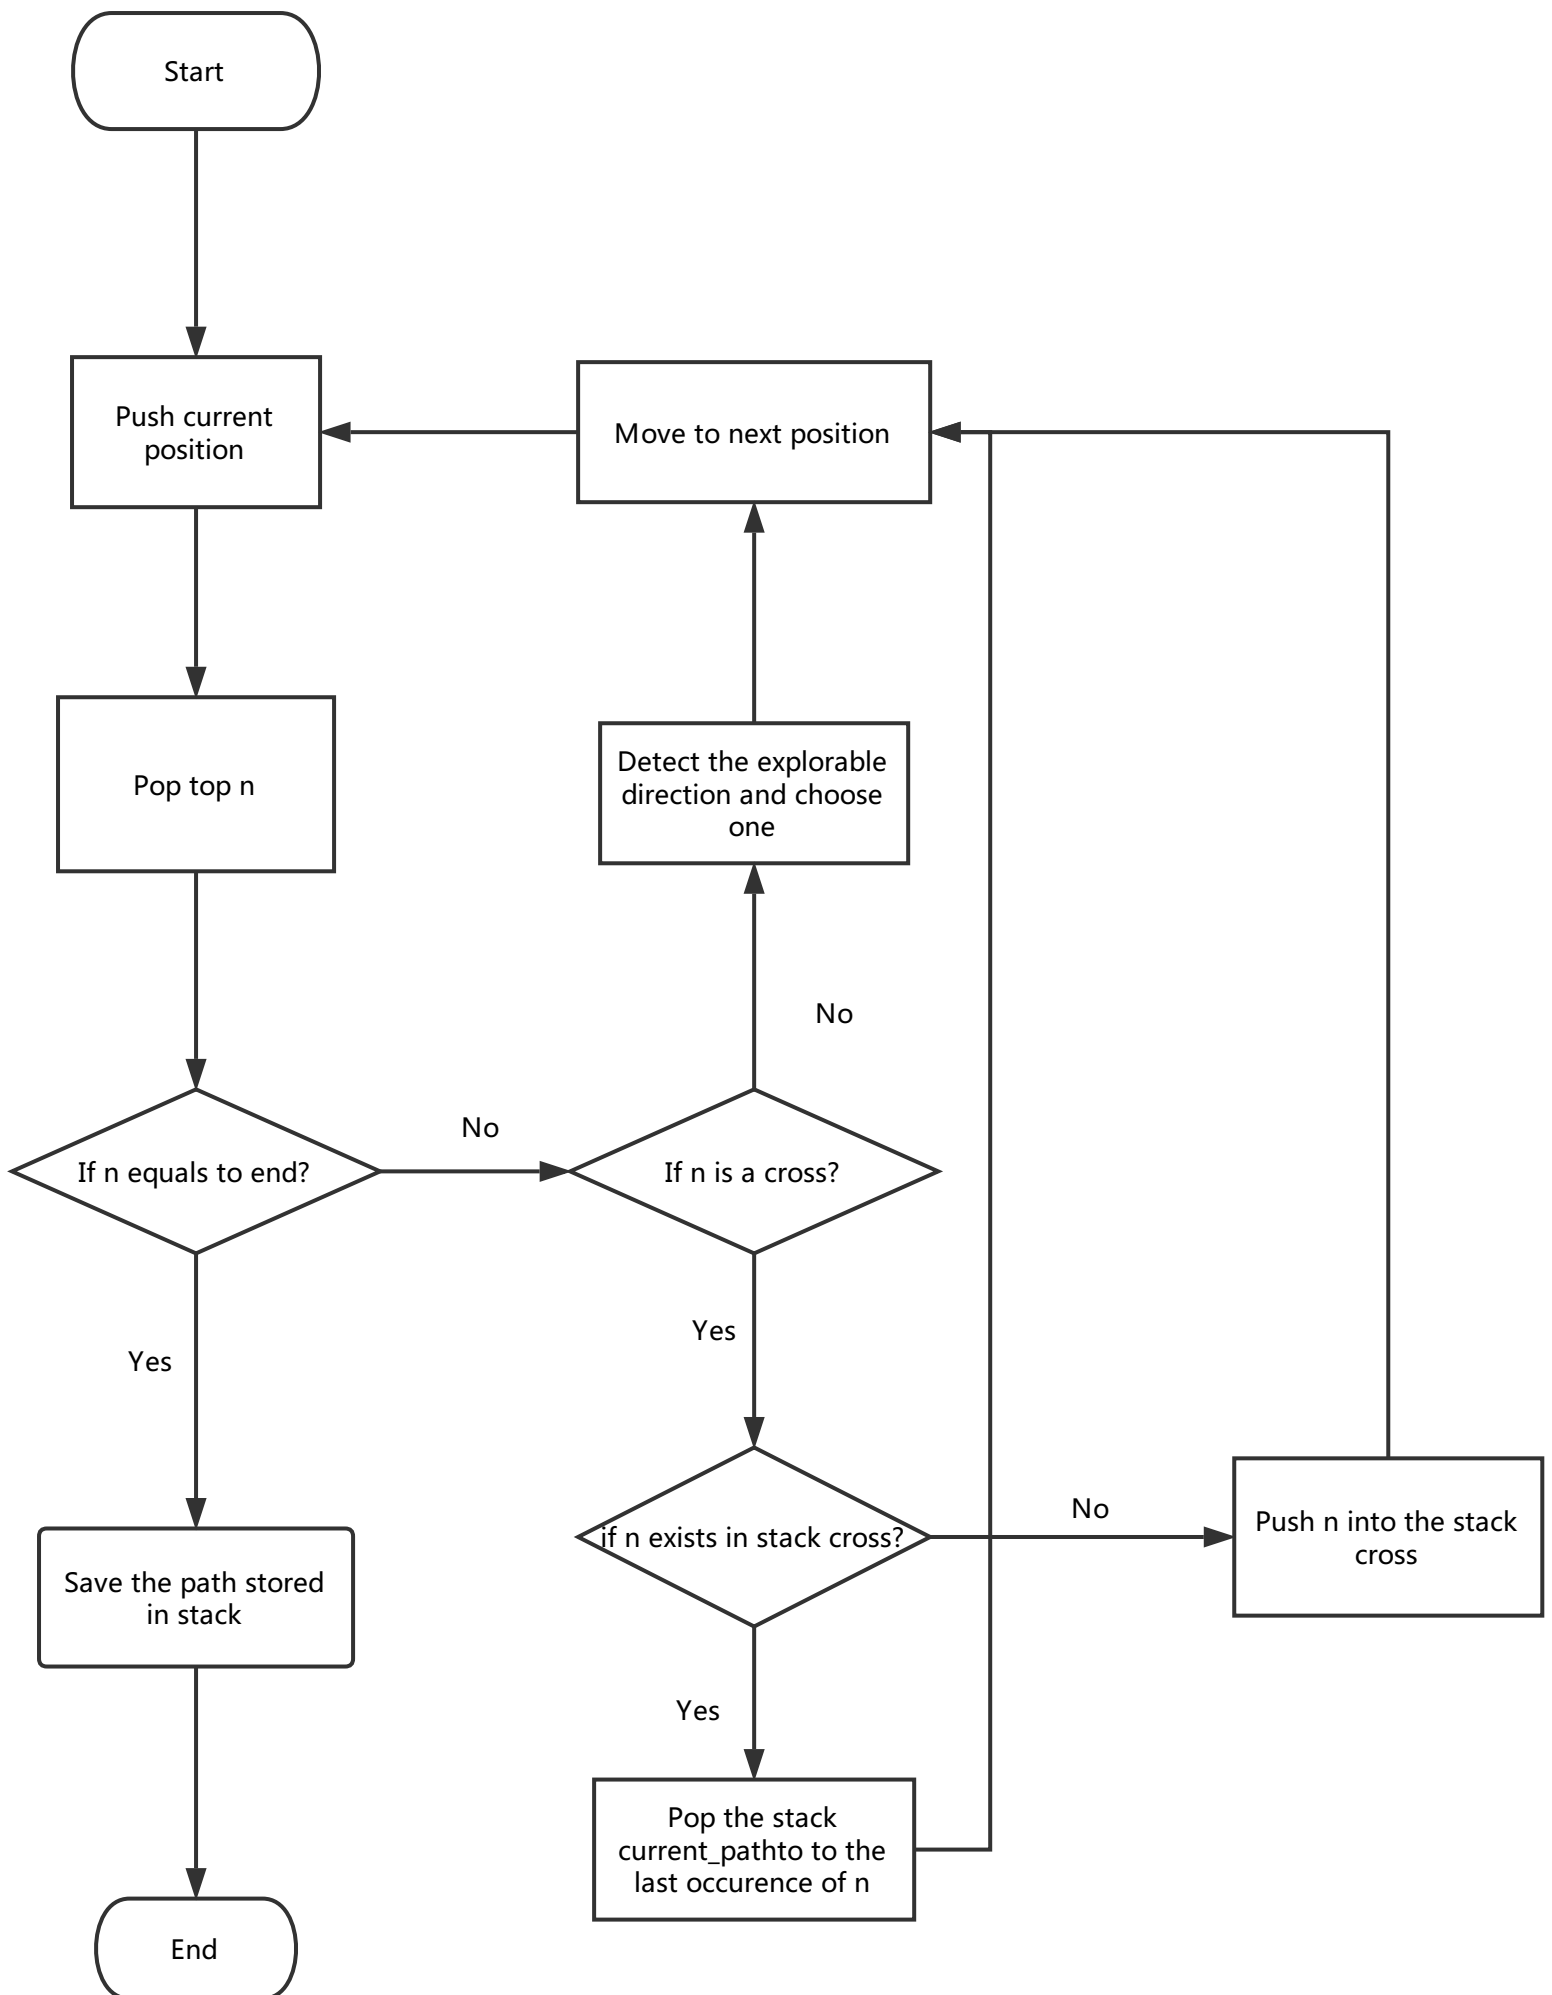 Start
Push current
position
Move to next position
Pop top n
Detect the explorable
direction and choose
one
No
No
If n equals to end?
If n is a cross?
Yes
Yes
if n exists in stack cross?
No
Push n into the stack
cross
Save the path stored
in stack
Yes
Pop the stack
current_pathto to the
last occurence of n
End